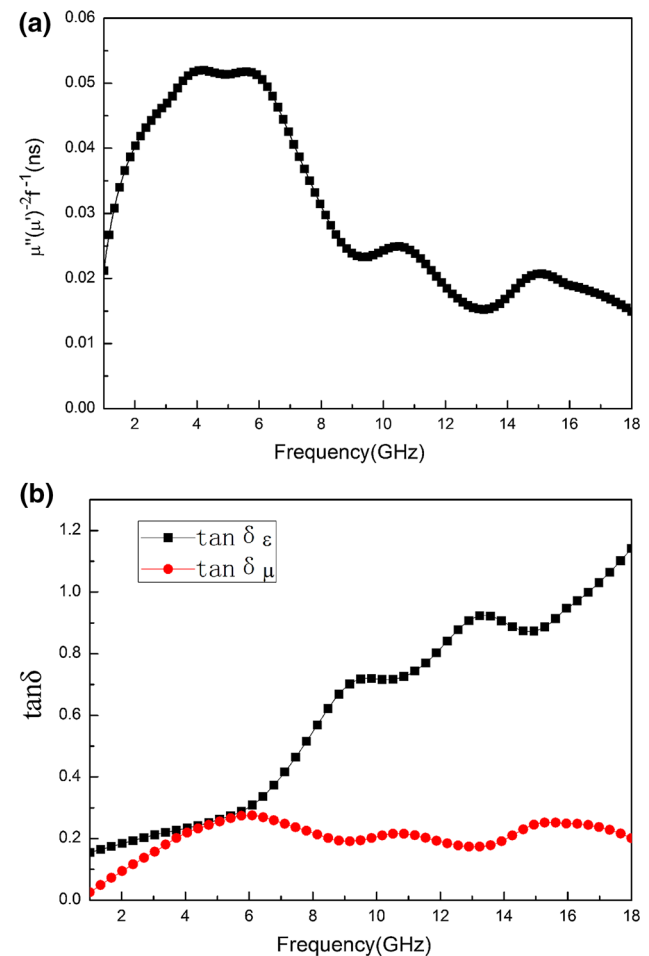 (a)
0.06
0.05
0.04
0.03
0.02
0.01
0.00
μ''(μ')⁻²f⁻¹(ns)
2 4 6 8 10 12 14 16 18
Frequency(GHz)
(b)
tan δ ε
tan δ μ
1.2
1.0
0.8
0.6
0.4
0.2
0.0
tanδ
2 4 6 8 10 12 14 16 18
Frequency(GHz)